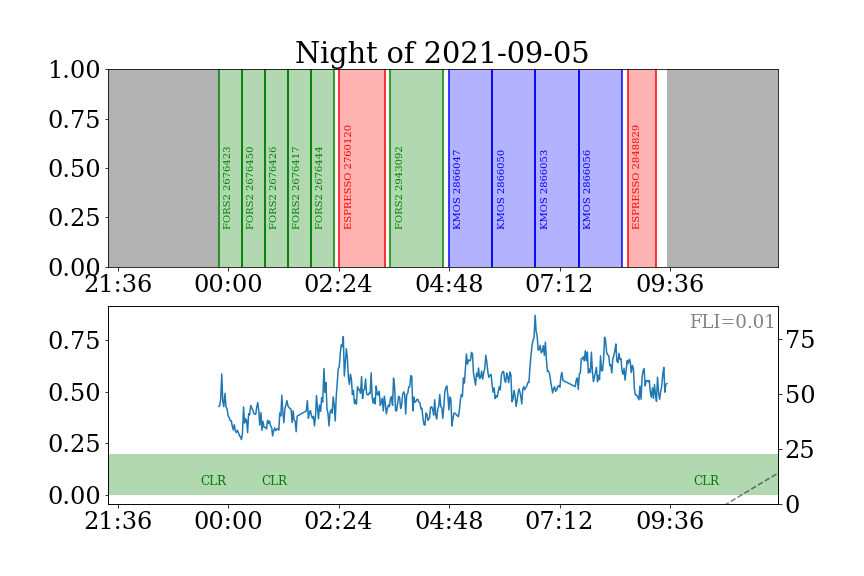 Night of 2021-09-05
1.00
0.75
0.50
0.25
0.00
FORS2 2676423
FORS2 2676450
FORS2 2676426
FORS2 2676417
FORS2 2676444
ESPRESSO 2760120
FORS2 2943092
KMOS 2866047
KMOS 2866050
KMOS 2866053
KMOS 2866056
ESPRESSO 2848829
21:36 00:00 02:24 04:48 07:12 09:36
FLI=0.01
0.75
0.50
0.25
0.00
75
50
25
0
CLR CLR CLR
21:36 00:00 02:24 04:48 07:12 09:36